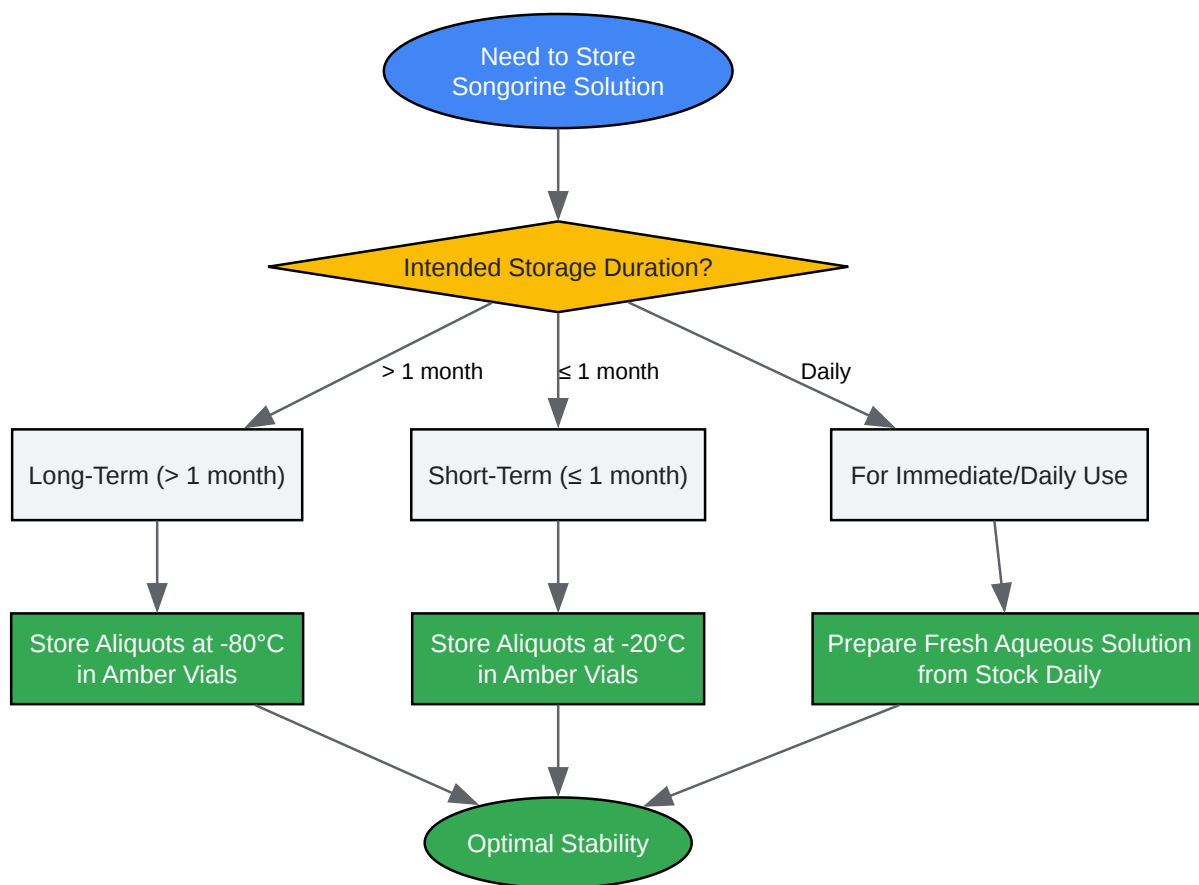 Need to Store
Songorine Solution
Intended Storage Duration?
> 1 month
≤ 1 month
Daily
Long-Term (> 1 month)
Short-Term (≤ 1 month)
For Immediate/Daily Use
Store Aliquots at -80°C
in Amber Vials
Store Aliquots at -20°C
in Amber Vials
Prepare Fresh Aqueous Solution
from Stock Daily
Optimal Stability